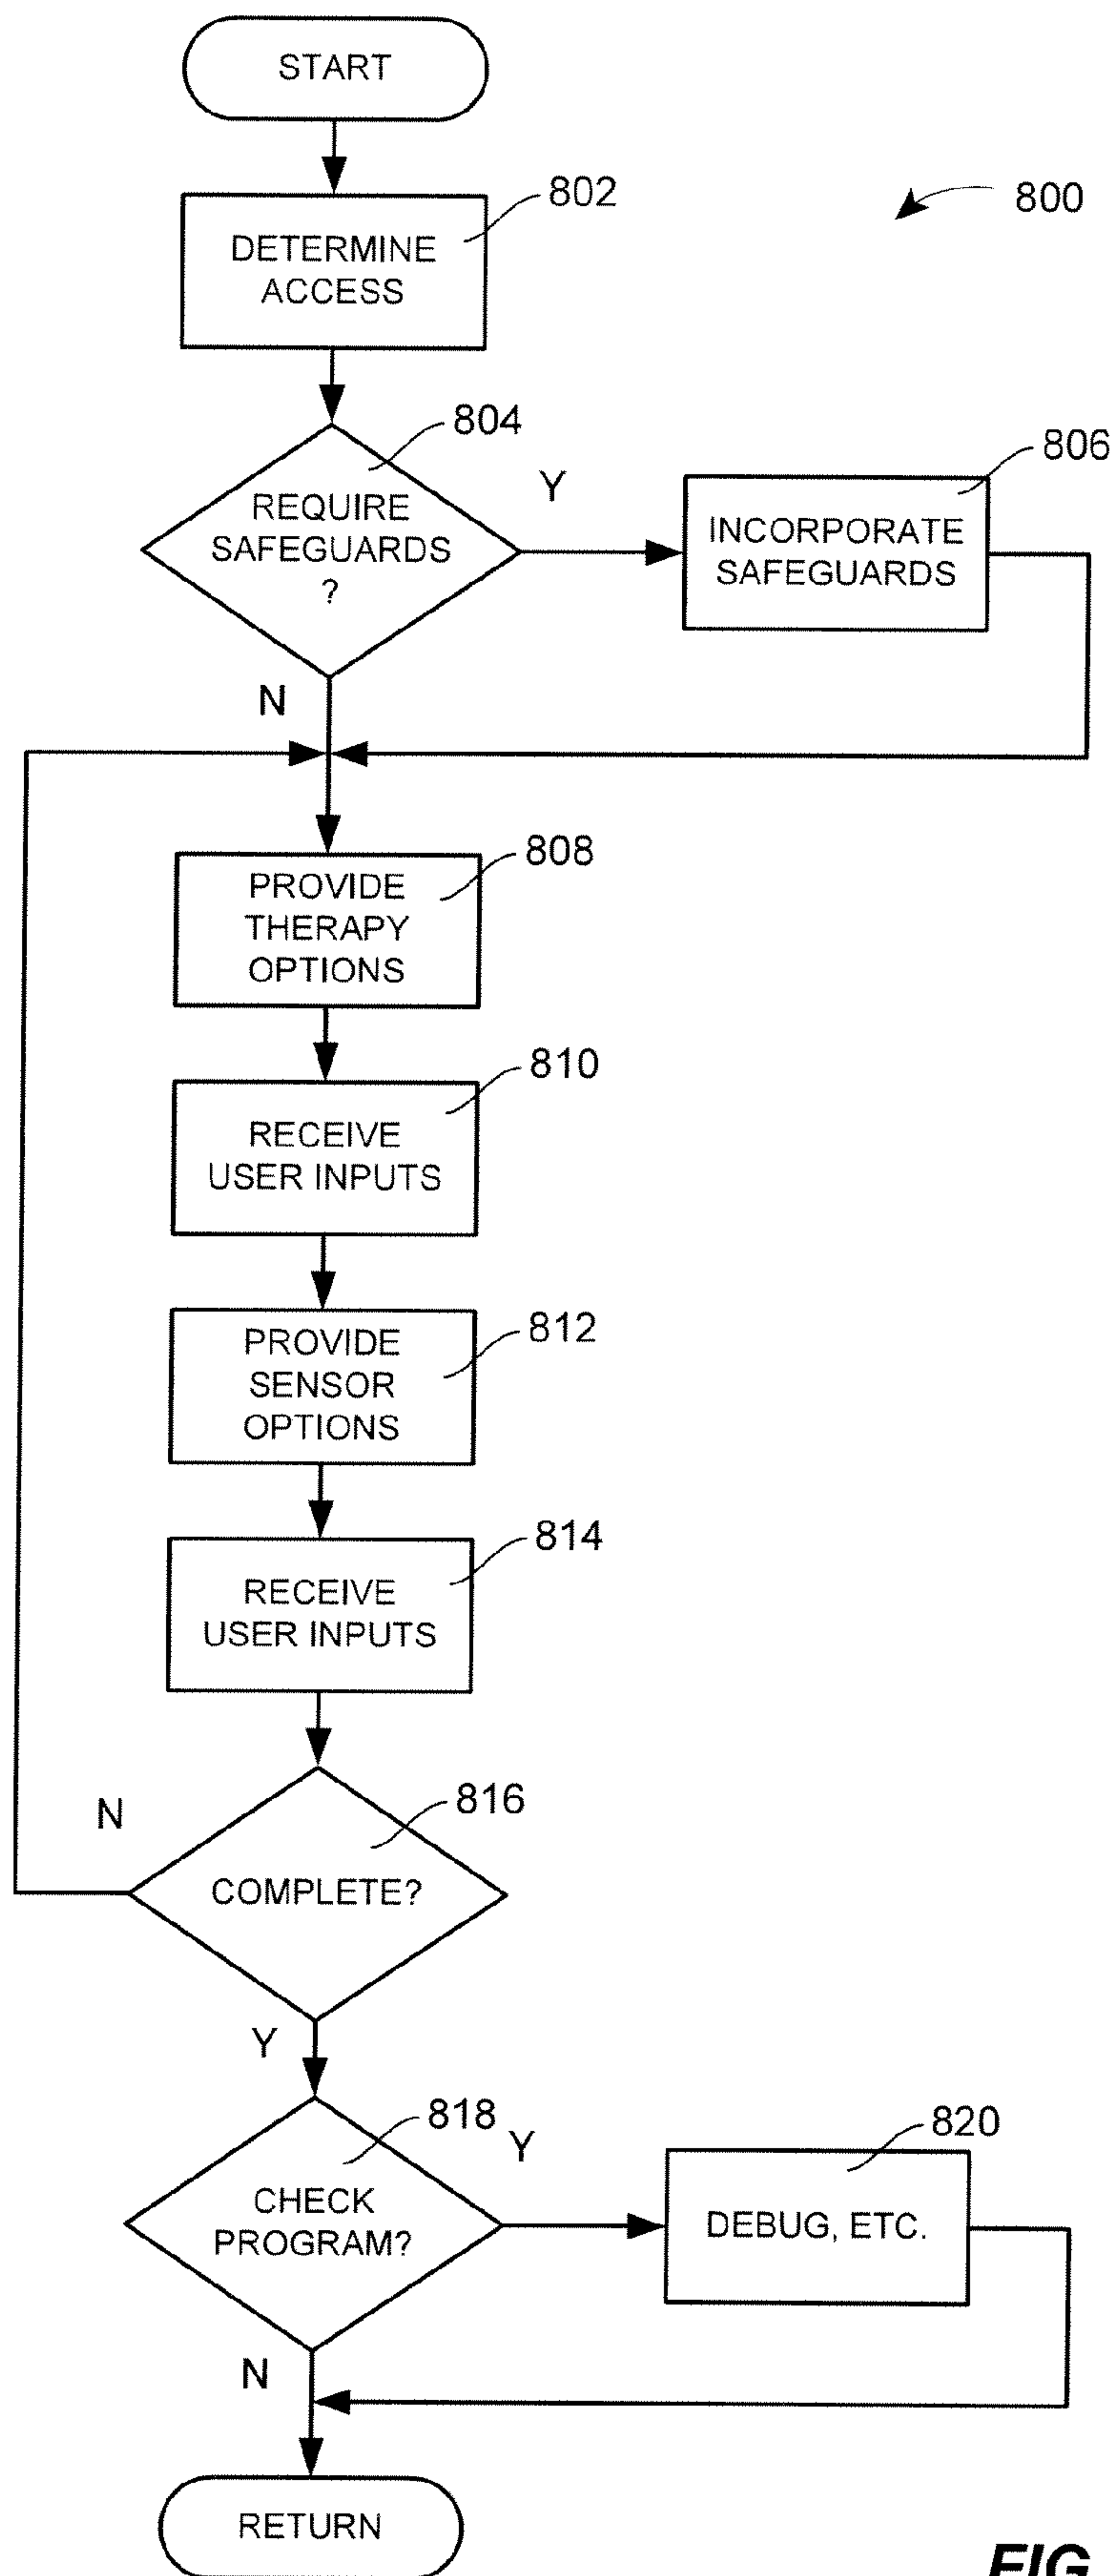 START
802
800
DETERMINE
ACCESS
804
806
Y
REQUIRE
SAFEGUARDS
?
INCORPORATE
SAFEGUARDS
N
808
PROVIDE
THERAPY
OPTIONS
810
RECEIVE
USER INPUTS
812
PROVIDE
SENSOR
OPTIONS
814
RECEIVE
USER INPUTS
816
N
COMPLETE?
Y
818
Y
820
CHECK
PROGRAM?
DEBUG, ETC.
N
RETURN
FIG